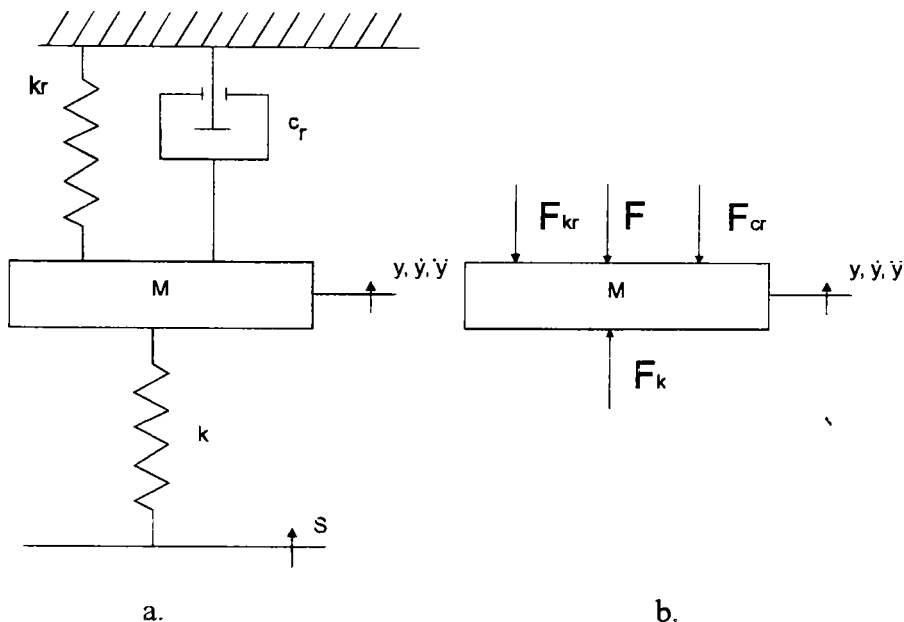 kr
c_r
M
y, ẏ, ÿ
k
S
a.
F_kr F F_cr
M
y, ẏ, ÿ
F_k
b.